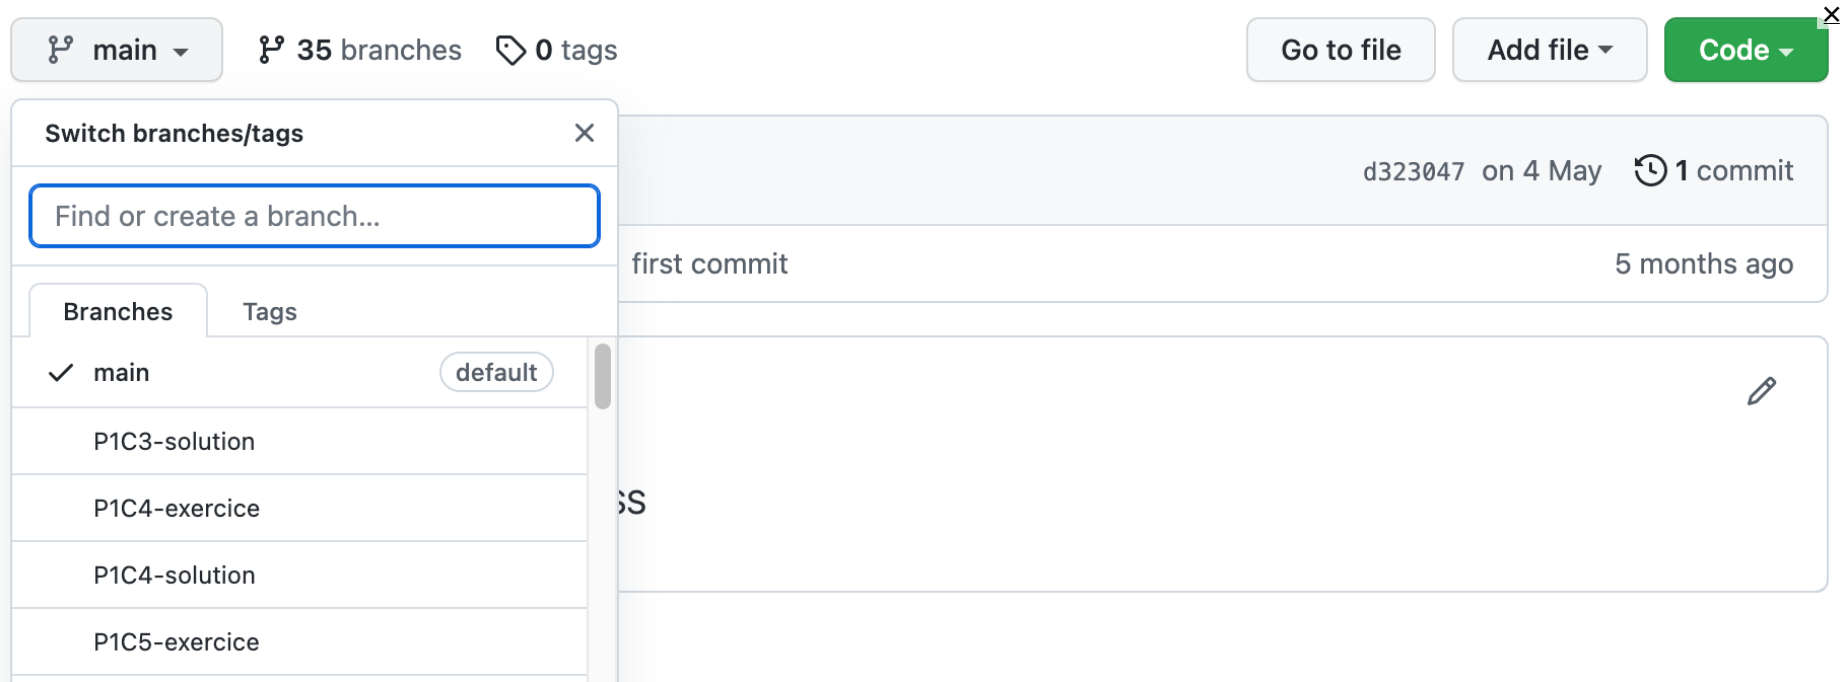 main
35 branches
0 tags
Go to file
Add file
Code
Switch branches/tags
Find or create a branch...
Branches
Tags
main
default
P1C3-solution
P1C4-exercice
P1C4-solution
P1C5-exercice
d323047 on 4 May
1 commit
first commit
5 months ago